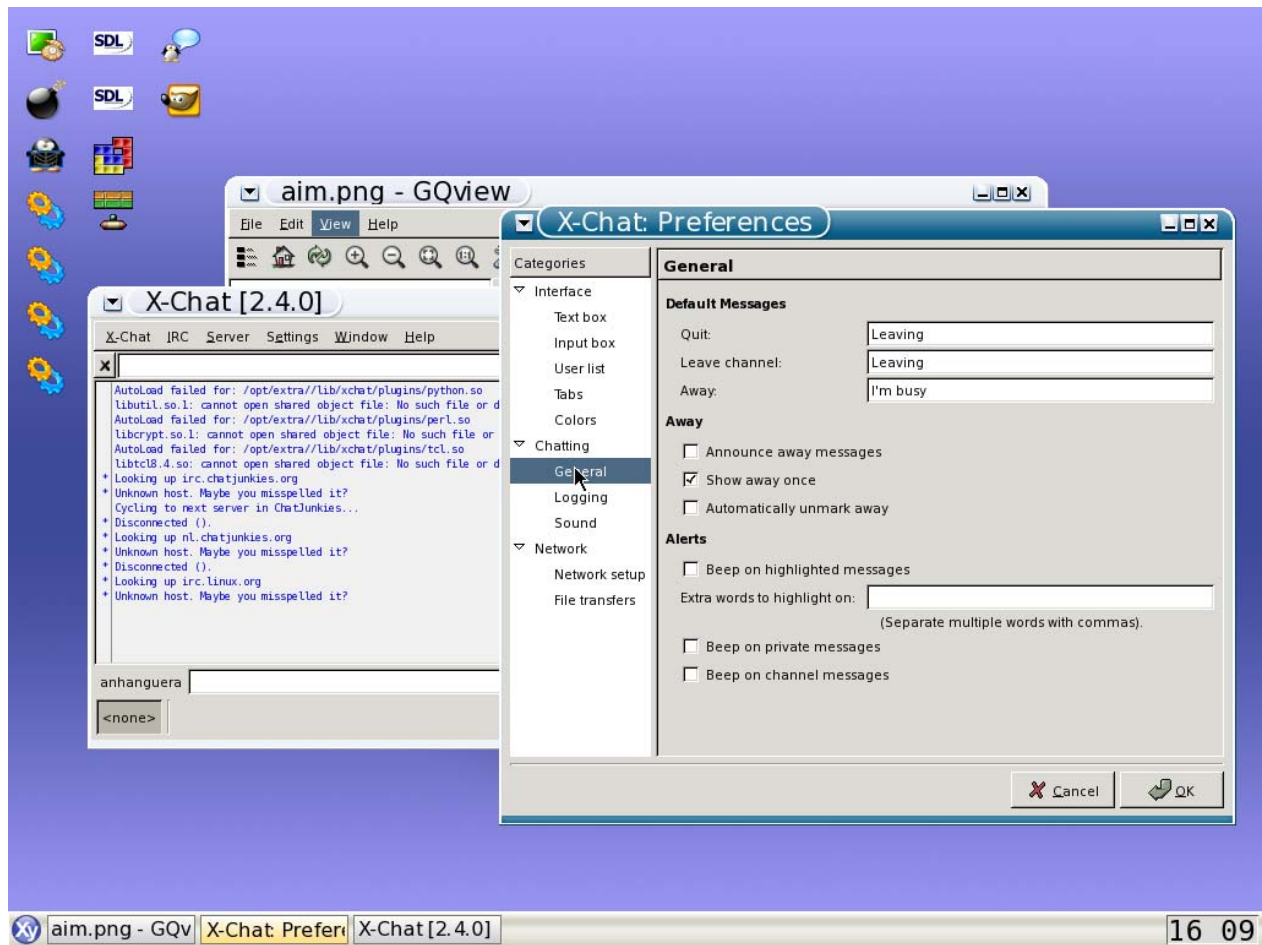 SDL
SDL
aim.png - GQview
File Edit View Help
X-Chat: Preferences
Categories
Interface
Text box
Input box
User list
Tabs
Colors
Chatting
General
Logging
Sound
Network
Network setup
File transfers
General
Default Messages
Quit: Leaving
Leave channel: Leaving
Away: I'm busy
Away
Announce away messages
Show away once
Automatically unmark away
Alerts
Beep on highlighted messages
Extra words to highlight on:
(Separate multiple words with commas).
Beep on private messages
Beep on channel messages
Cancel OK
X-Chat [2.4.0]
X-Chat IRC Server Settings Window Help
AutoLoad failed for: /opt/extra//lib/xchat/plugins/python.so
libutil.so.1: cannot open shared object file: No such file or d
AutoLoad failed for: /opt/extra//lib/xchat/plugins/perl.so
libcrypt.so.1: cannot open shared object file: No such file or
AutoLoad failed for: /opt/extra//lib/xchat/plugins/tcl.so
libtcl8.4.so: cannot open shared object file: No such file or d
* Looking up irc.chatjunkies.org
* Unknown host. Maybe you misspelled it?
Cycling to next server in ChatJunkies...
* Disconnected ().
* Looking up nl.chatjunkies.org
* Unknown host. Maybe you misspelled it?
* Disconnected ().
* Looking up irc.linux.org
* Unknown host. Maybe you misspelled it?
anhanguera
<none>
Xy aim.png - GQv X-Chat: Prefer X-Chat [2.4.0] 16 09